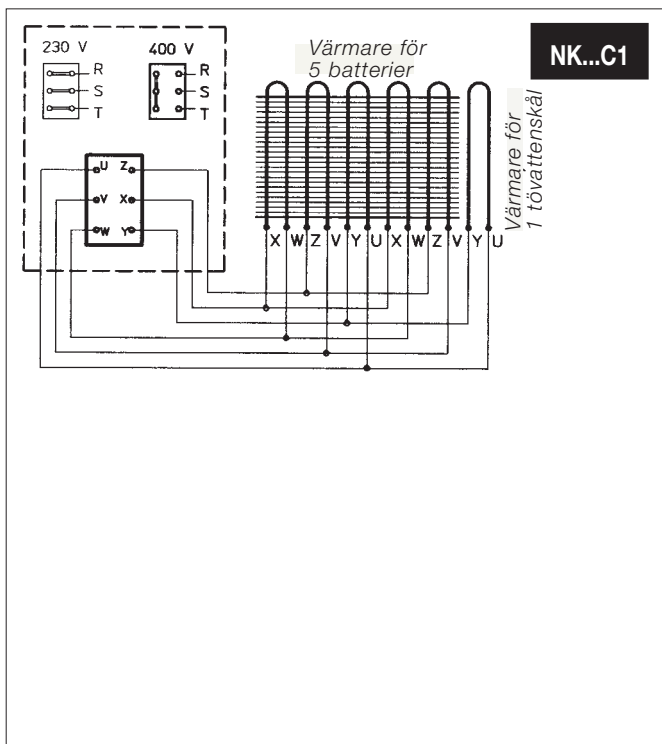 230 V
R
S
T
400 V
R
S
T
U Z
V X
W Y
Värmare för
5 batterier
NK...C1
Värmare för
1 tövattenskål
X W Z V Y U X W Z V Y U